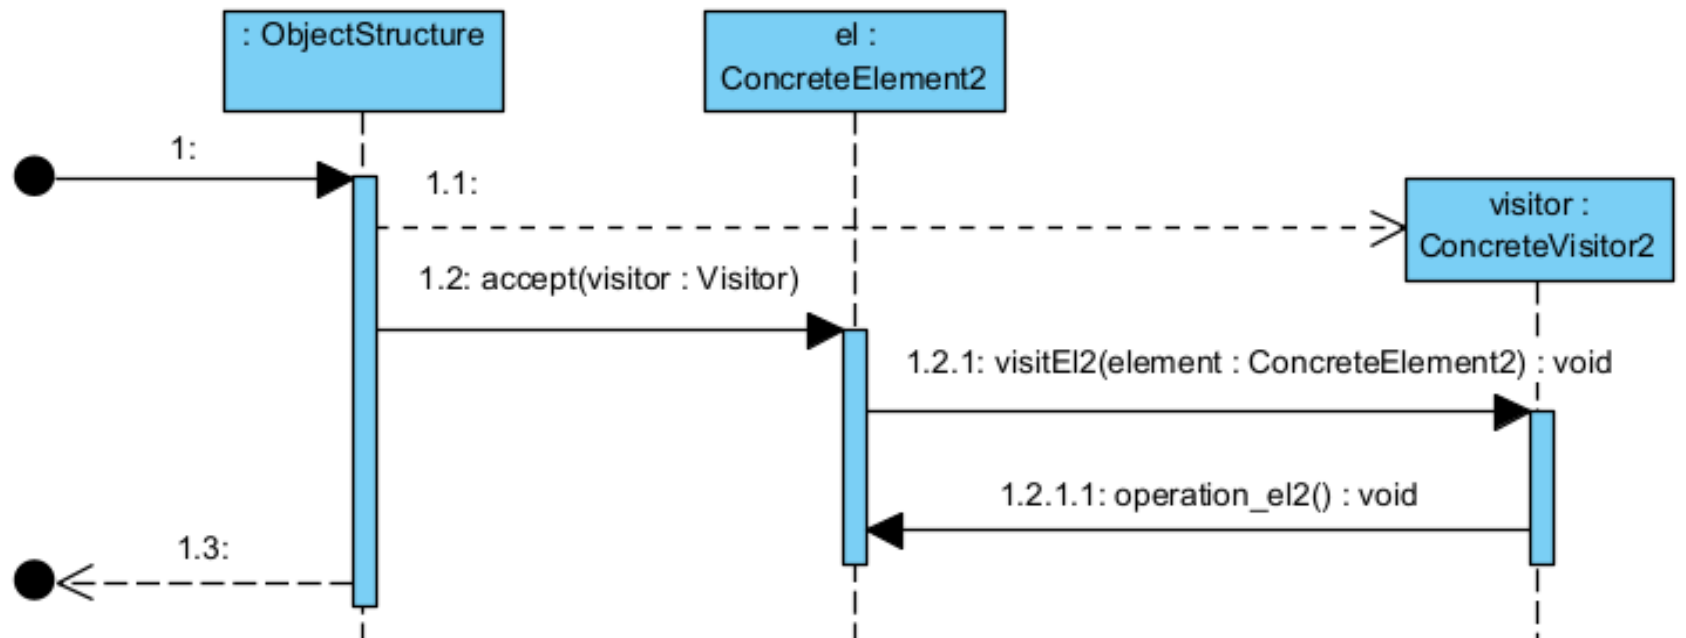 : ObjectStructure
el :
ConcreteElement2
1:
1.1:
visitor :
ConcreteVisitor2
1.2: accept(visitor : Visitor)
1.2.1: visitEl2(element : ConcreteElement2) : void
1.2.1.1: operation_el2() : void
1.3: